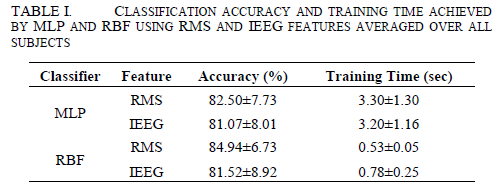 TABLE I. CLASSIFICATION ACCURACY AND TRAINING TIME ACHIEVED
BY MLP AND RBF USING RMS AND IEEG FEATURES AVERAGED OVER ALL
SUBJECTS
Classifier Feature Accuracy (%) Training Time (sec)
MLP
RMS 82.50±7.73 3.30±1.30
IEEG 81.07±8.01 3.20±1.16
RBF
RMS 84.94±6.73 0.53±0.05
IEEG 81.52±8.92 0.78±0.25